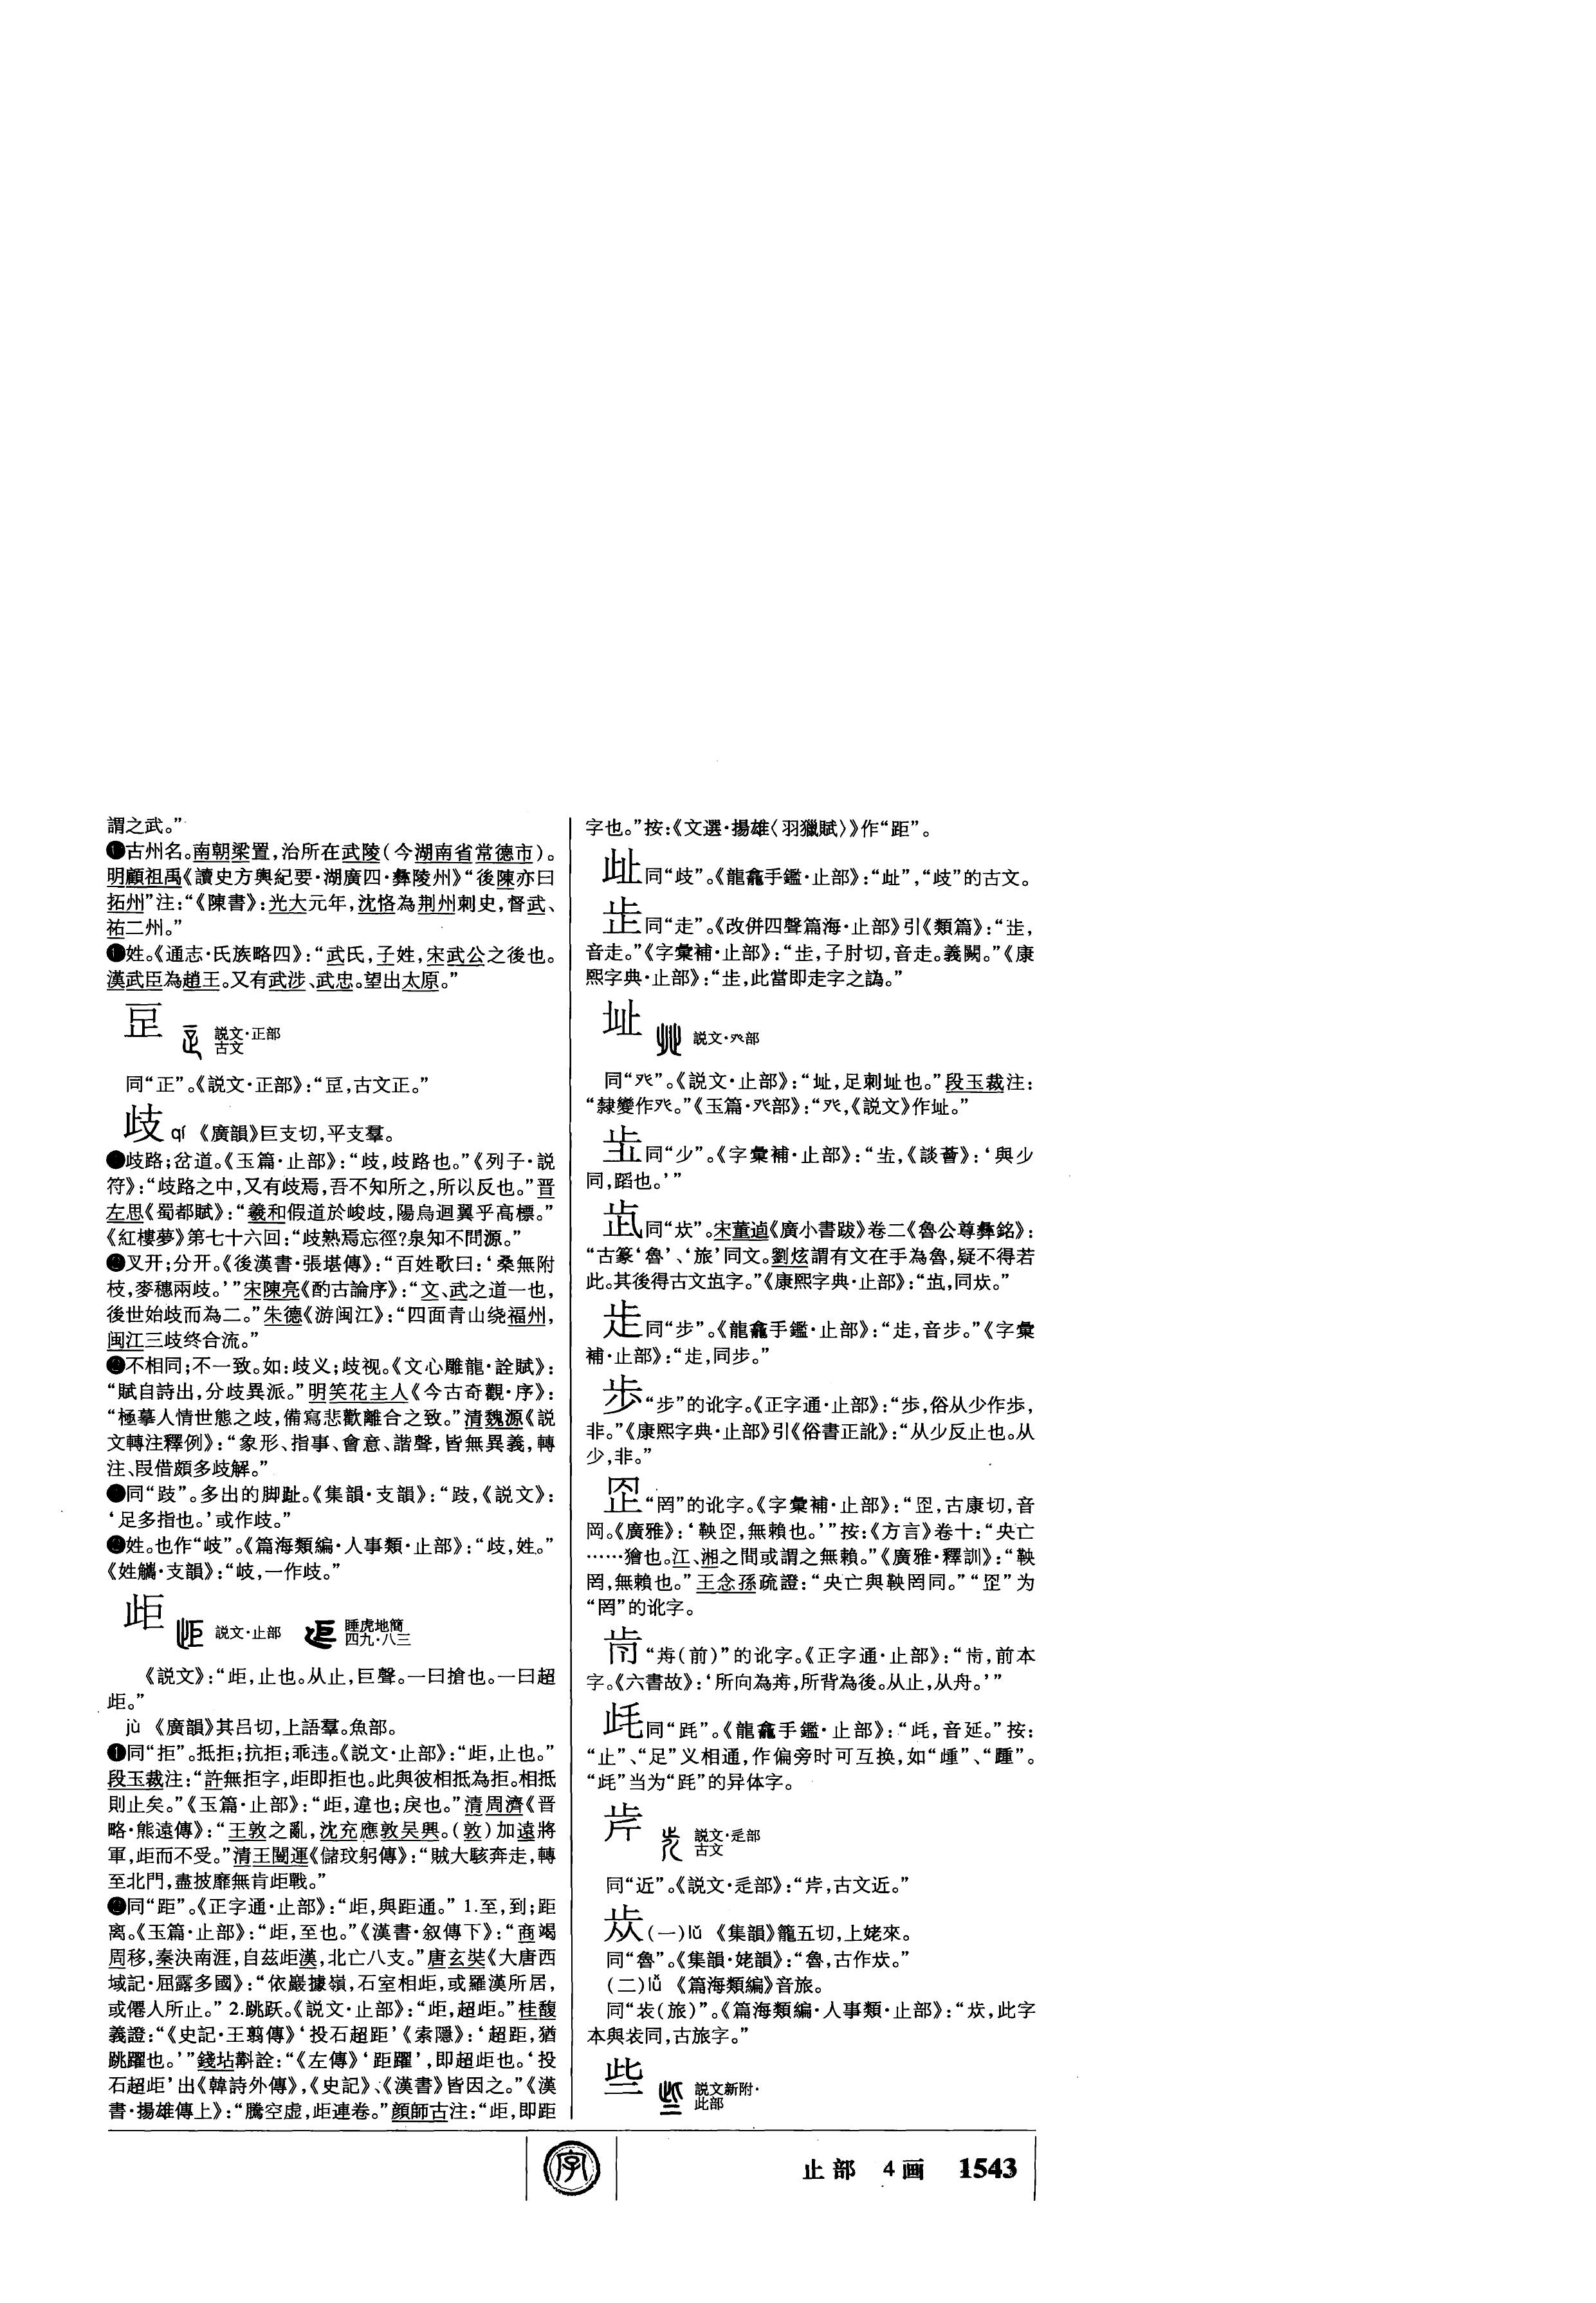 謂之武。”
古州名。南朝梁置，治所在武陵（今湖南省常德市）。
明顧祖禹《讀史方輿紀要·湖廣四·彝陵州》“後陳亦曰
拓州”注：“《陳書》：光大元年，沈恪為荆州刺史，督武、
祐二州。”
姓。《通志·氏族略四》：“武氏，子姓，宋武公之後也。
漢武臣為趙王。又有武涉、武忠。望出太原。”
説文·正部
古文
同“正”。《説文·正部》：“𤴓，古文正。”
歧 qí 《廣韻》巨支切，平支羣。
歧路；岔道。《玉篇·止部》：“歧，歧路也。”《列子·説
符》：“歧路之中，又有歧焉，吾不知所之，所以反也。”晋
左思《蜀都賦》：“羲和假道於峻歧，陽烏迴翼乎高標。”
《紅樓夢》第七十六回：“歧熟焉忘徑？泉知不問源。”
❷叉开；分开。《後漢書·張堪傳》：“百姓歌曰：‘桑無附
枝，麥穗兩歧。’”宋陳亮《酌古論序》：“文、武之道一也，
後世始歧而為二。”朱德《游闽江》：“四面青山绕福州，
闽江三歧终合流。”
不相同；不一致。如：歧义；歧视。《文心雕龍·詮賦》：
“賦自詩出，分歧異派。”明笑花主人《今古奇觀·序》：
“極摹人情世態之歧，備寫悲歡離合之致。”清魏源《説
文轉注釋例》：“象形、指事、會意、諧聲，皆無異義，轉
注、叚借頗多歧解。”
同“跂”。多出的脚趾。《集韻·支韻》：“跂，《説文》：
‘足多指也。’或作歧。”
姓。也作“岐”。《篇海類編·人事類·止部》：“歧，姓。”
《姓觿·支韻》：“岐，一作歧。”
歫 説文·止部 睡虎地簡
四九·八三
《説文》：“歫，止也。从止，巨聲。一曰搶也。一曰超
歫。”
jù 《廣韻》其吕切，上語羣。魚部。
❶同“拒”。抵拒；抗拒；乖违。《説文·止部》：“歫，止也。”
段玉裁注：“許無拒字，歫即拒也。此與彼相抵為拒。相抵
則止矣。”《玉篇·止部》：“歫，違也；戾也。”清周濟《晋
略·熊遠傳》：“王敦之亂，沈充應敦吴興。（敦）加遠將
軍，歫而不受。”清王闓運《儲玟躬傳》：“賊大駭奔走，轉
至北門，盡披靡無肯歫戰。”
❷同“距”。《正字通·止部》：“歫，與距通。” 1.至，到；距
离。《玉篇·止部》：“歫，至也。”《漢書·叙傳下》：“商竭
周移，秦決南涯，自兹歫漢，北亡八支。”唐玄奘《大唐西
域記·屈露多國》：“依巖據嶺，石室相歫，或羅漢所居，
或僊人所止。” 2.跳跃。《説文·止部》：“歫，超歫。”桂馥
義證：“《史記·王翦傳》‘投石超距’《索隱》：‘超距，猶
跳躍也。’”錢坫斠詮：“《左傳》‘距躍’，即超歫也。‘投
石超歫’出《韓詩外傳》，《史記》、《漢書》皆因之。”《漢
書·揚雄傳上》：“騰空虚，歫連卷。”顔師古注：“歫，即距
字也。”按：《文選·揚雄〈羽獵賦〉》作“距”。
同“歧”。《龍龕手鑑·止部》：“”，“歧”的古文。
同“走”。《改併四聲篇海·止部》引《類篇》：“，
音走。”《字彙補·止部》：“，子肘切，音走。義闕。”《康
熙字典·止部》：“，此當即走字之譌。”
説文·癶部
同“癶”。《説文·止部》：“，足剌也。”段玉裁注：
“隸變作癶。”《玉篇·癶部》：“癶，《説文》作。”
同“少”。《字彙補·止部》：“，《談薈》：‘與少
同，蹈也。’”
同“㱑”。宋董逌《廣小書跋》卷二《魯公尊彝銘》：
“古篆‘魯’、‘旅’同文。劉炫謂有文在手為魯，疑不得若
此。其後得古文字。”《康熙字典·止部》：“，同㱑。”
同“步”。《龍龕手鑑·止部》：“，音步。”《字彙
補·止部》：“，同步。”
歩 “步”的讹字。《正字通·止部》：“歩，俗从少作歩，
非。”《康熙字典·止部》引《俗書正訛》：“从少反止也。从
少，非。”
“罔”的讹字。《字彙補·止部》：“，古康切，音
岡。《廣雅》：‘鞅，無賴也。’”按：《方言》卷十：“央亡
……獪也。江、湘之間或謂之無賴。”《廣雅·釋訓》：“鞅
罔，無賴也。”王念孫疏證：“央亡與鞅罔同。”“”为
“罔”的讹字。
“歬（前）”的讹字。《正字通·止部》：“，前本
字。《六書故》：‘所向為歬，所背為後。从止，从舟。’”
同“𨈎”。《龍龕手鑑·止部》：“，音延。”按：
“止”、“足”义相通，作偏旁时可互换，如“歱”、“踵”。
“”当为“”的异体字。
説文·辵部
古文
同“近”。《説文·辵部》：“㞰，古文近。”
㱑（一）lǔ 《集韻》籠五切，上姥來。
同“魯”。《集韻·姥韻》：“魯，古作㱑。”
（二）lǚ 《篇海類編》音旅。
同“（旅）”。《篇海類編·人事類·止部》：“㱑，此字
本與同，古旅字。”
些 説文新附·
此部
止部 4画 1543